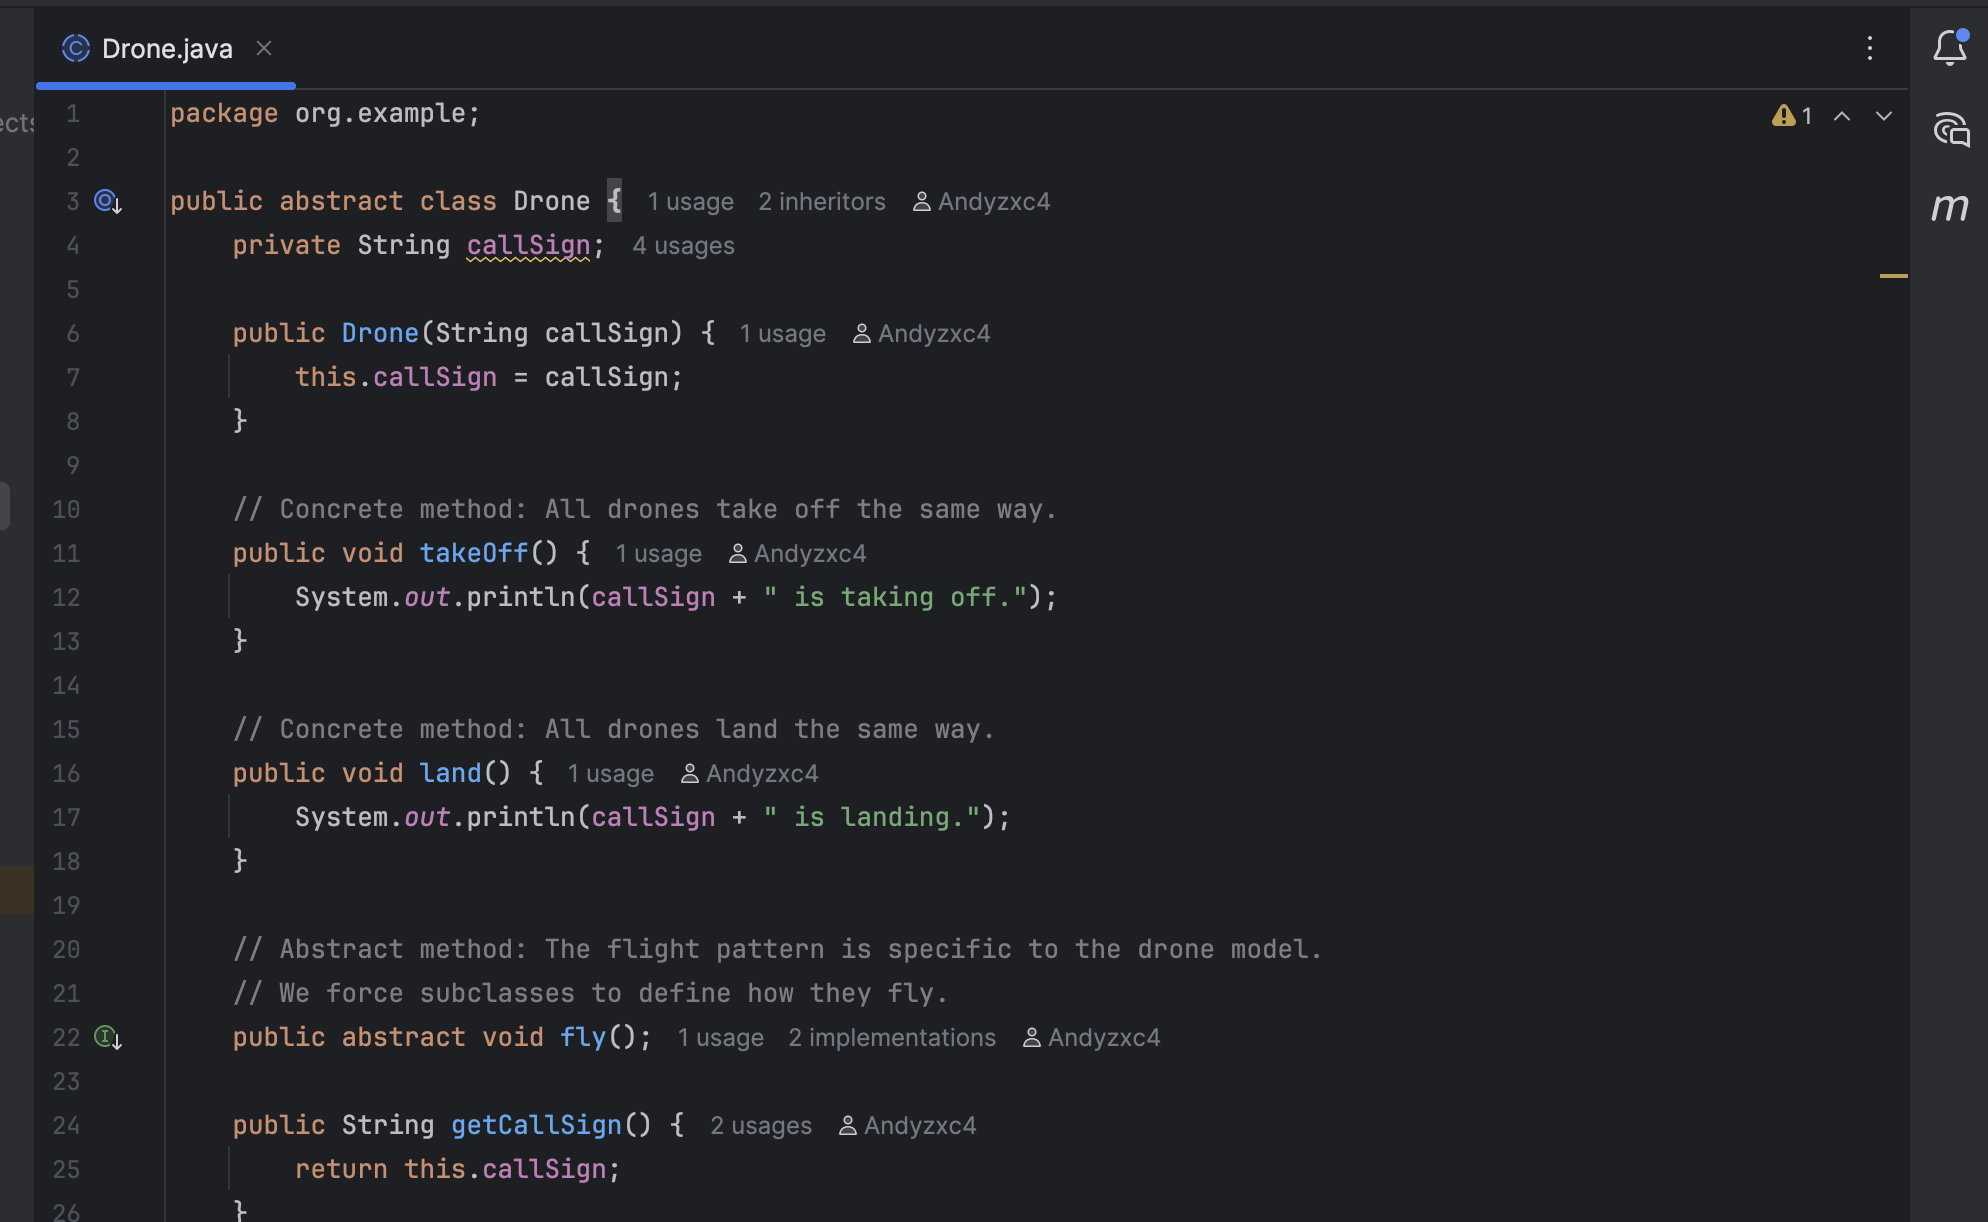 Drone.java
ects
1 package org.example; 1
2
3 public abstract class Drone { 1 usage 2 inheritors Andyzxc4
4     private String callSign; 4 usages
5
6     public Drone(String callSign) { 1 usage Andyzxc4
7         this.callSign = callSign;
8     }
9
10     // Concrete method: All drones take off the same way.
11     public void takeOff() { 1 usage Andyzxc4
12         System.out.println(callSign + " is taking off.");
13     }
14
15     // Concrete method: All drones land the same way.
16     public void land() { 1 usage Andyzxc4
17         System.out.println(callSign + " is landing.");
18     }
19
20     // Abstract method: The flight pattern is specific to the drone model.
21     // We force subclasses to define how they fly.
22     public abstract void fly(); 1 usage 2 implementations Andyzxc4
23
24     public String getCallSign() { 2 usages Andyzxc4
25         return this.callSign;
26     }
m